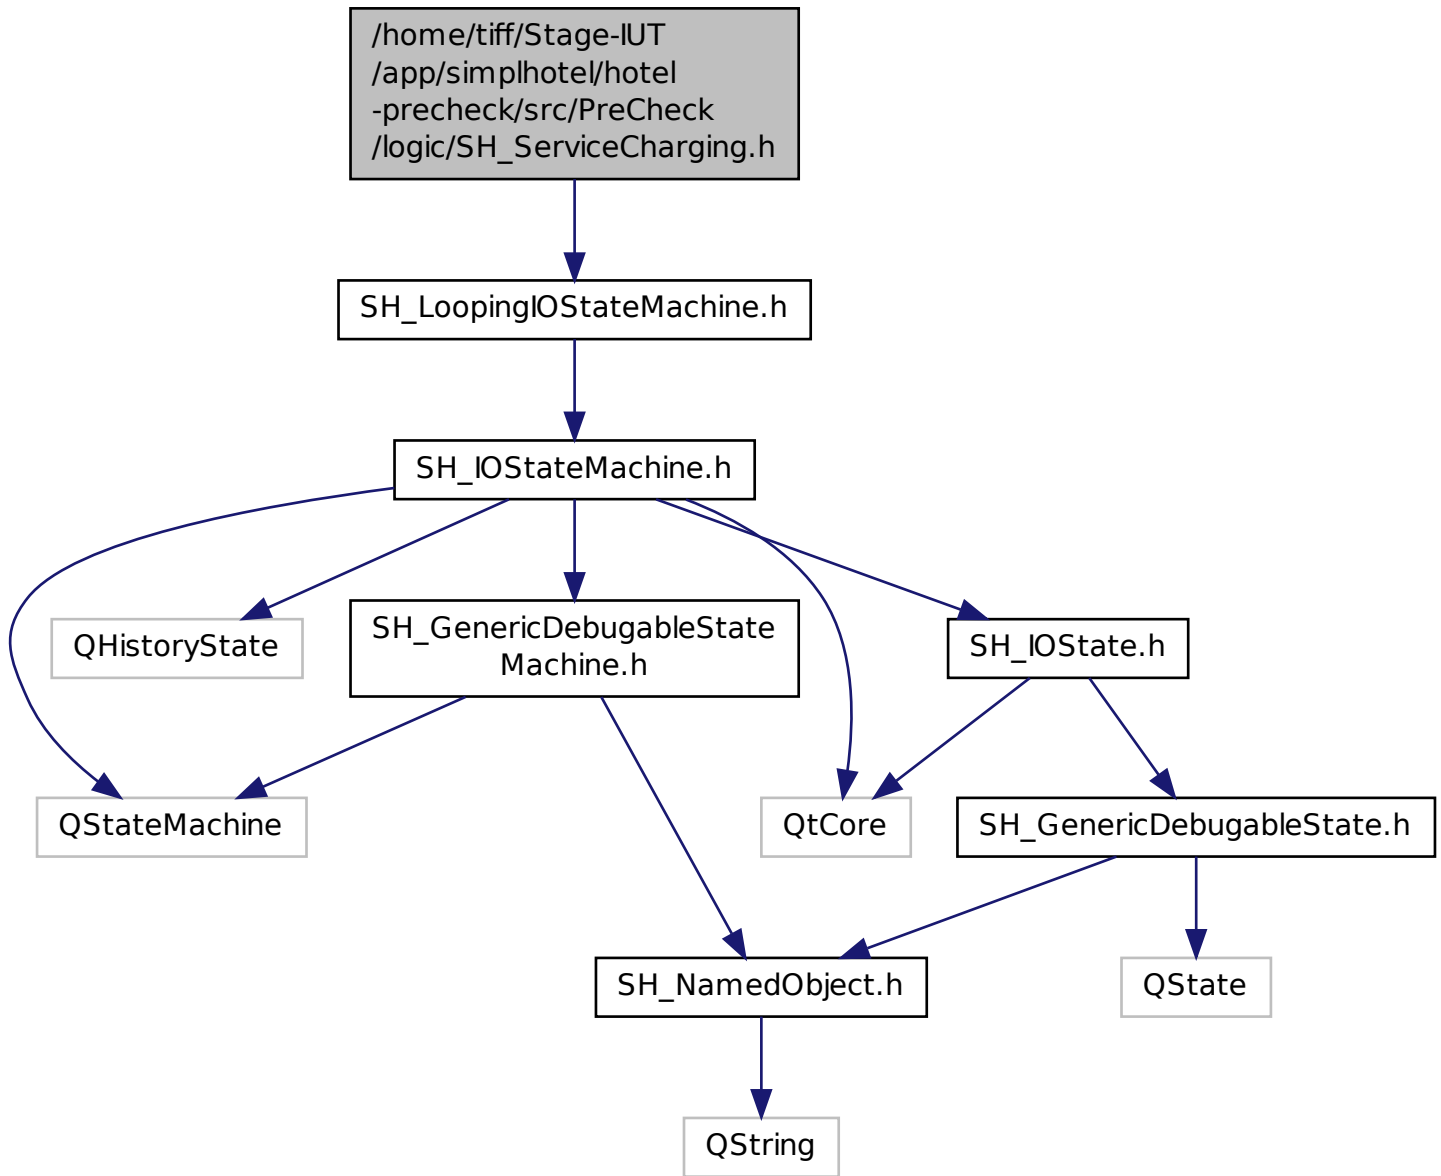 /home/tiff/Stage-IUT
/app/simplhotel/hotel
-precheck/src/PreCheck
/logic/SH_ServiceCharging.h
SH_LoopingIOStateMachine.h
SH_IOStateMachine.h
QHistoryState
SH_GenericDebugableState
Machine.h
SH_IOState.h
QStateMachine
QtCore
SH_GenericDebugableState.h
SH_NamedObject.h
QState
QString